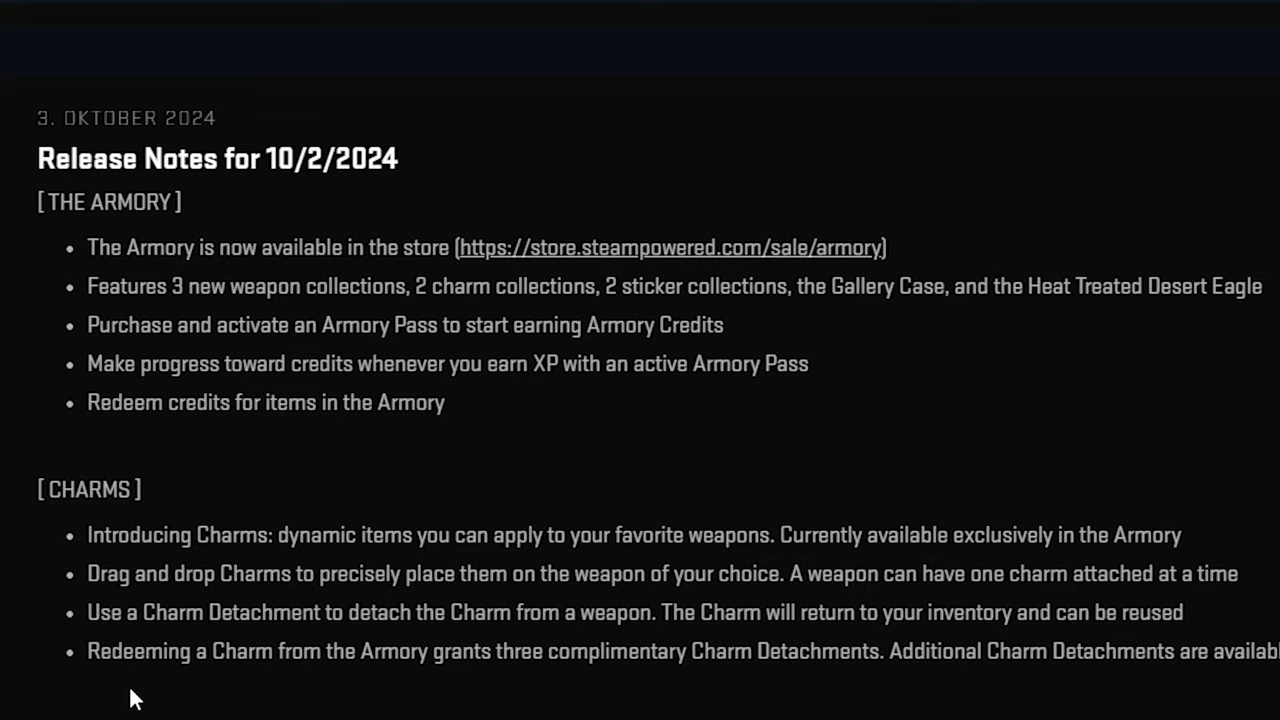 3. OKTOBER 2024
Release Notes for 10/2/2024
[ THE ARMORY ]
• The Armory is now available in the store (https://store.steampowered.com/sale/armory)
• Features 3 new weapon collections, 2 charm collections, 2 sticker collections, the Gallery Case, and the Heat Treated Desert Eagle
• Purchase and activate an Armory Pass to start earning Armory Credits
• Make progress toward credits whenever you earn XP with an active Armory Pass
• Redeem credits for items in the Armory
[ CHARMS ]
• Introducing Charms: dynamic items you can apply to your favorite weapons. Currently available exclusively in the Armory
• Drag and drop Charms to precisely place them on the weapon of your choice. A weapon can have one charm attached at a time
• Use a Charm Detachment to detach the Charm from a weapon. The Charm will return to your inventory and can be reused
• Redeeming a Charm from the Armory grants three complimentary Charm Detachments. Additional Charm Detachments are